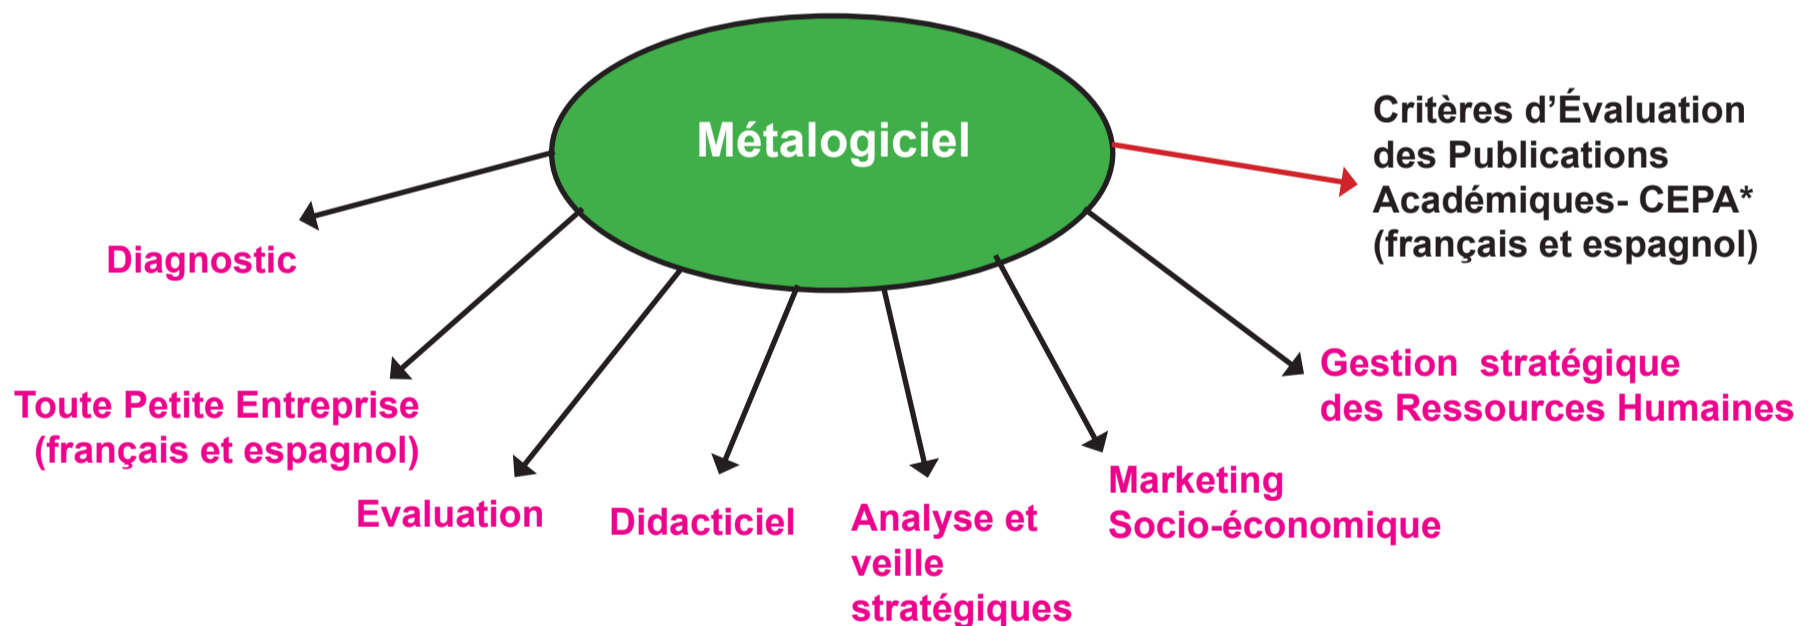 Métalogiciel
Critères d’Évaluation
des Publications
Académiques- CEPA*
(français et espagnol)
Diagnostic
Gestion  stratégique
des Ressources Humaines
Toute Petite Entreprise
(français et espagnol)
Evaluation
Didacticiel
Analyse et
veille
stratégiques
Marketing
Socio-économique